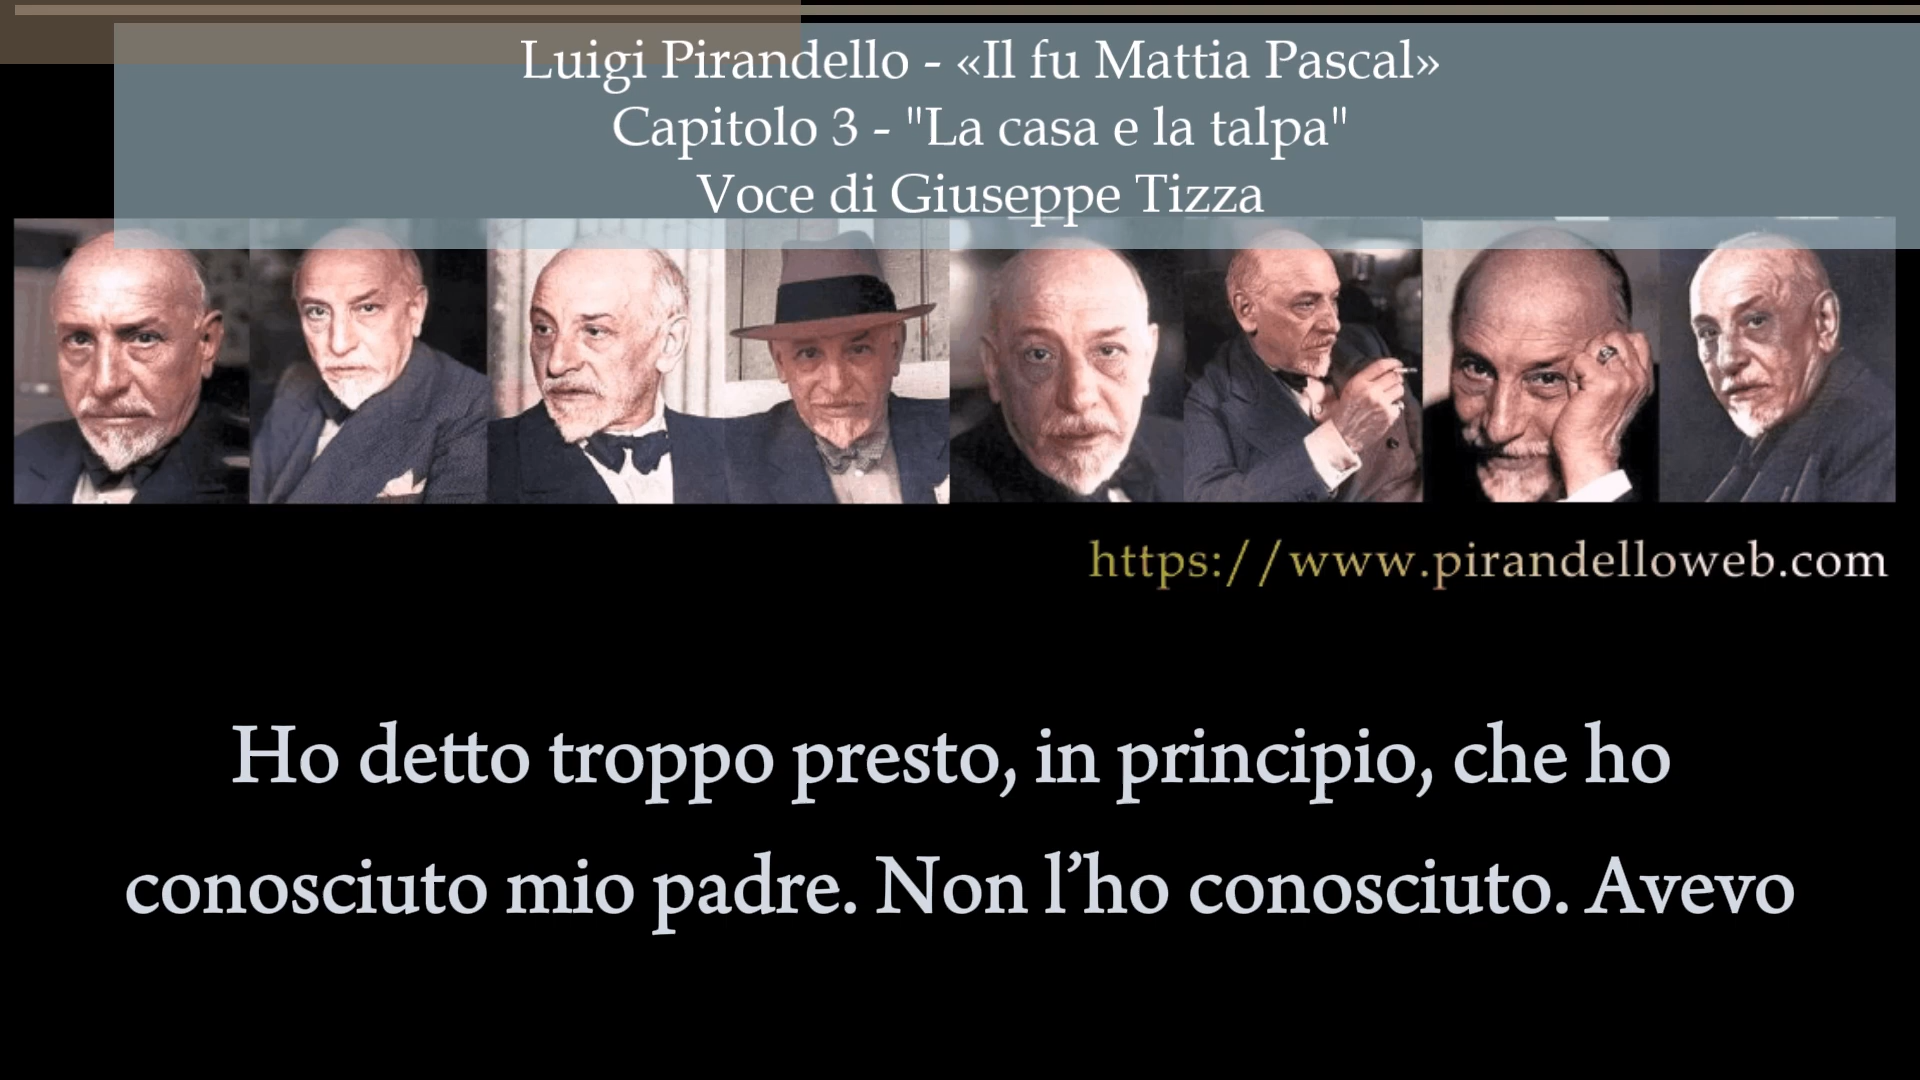 Luigi Pirandello - «Il fu Mattia Pascal»
Capitolo 3 - "La casa e la talpa"
Voce di Giuseppe Tizza
https://www.pirandelloweb.com
Ho detto troppo presto, in principio, che ho
conosciuto mio padre. Non l’ho conosciuto. Avevo